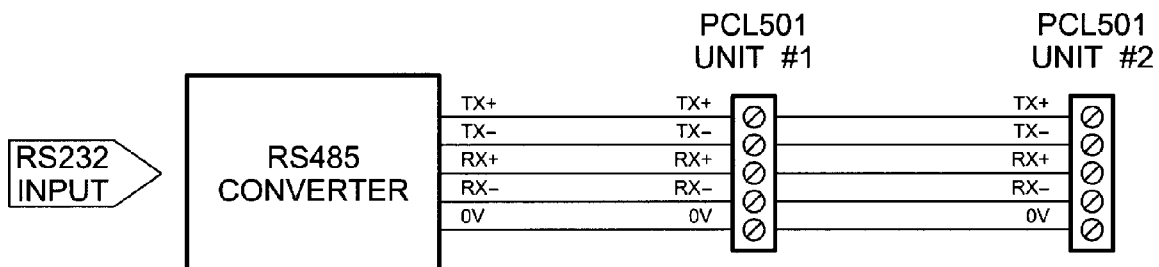 PCL501
UNIT #1
PCL501
UNIT #2
RS232
INPUT
RS485
CONVERTER
TX+ TX+ TX+
TX– TX– TX–
RX+ RX+ RX+
RX– RX– RX–
0V 0V 0V